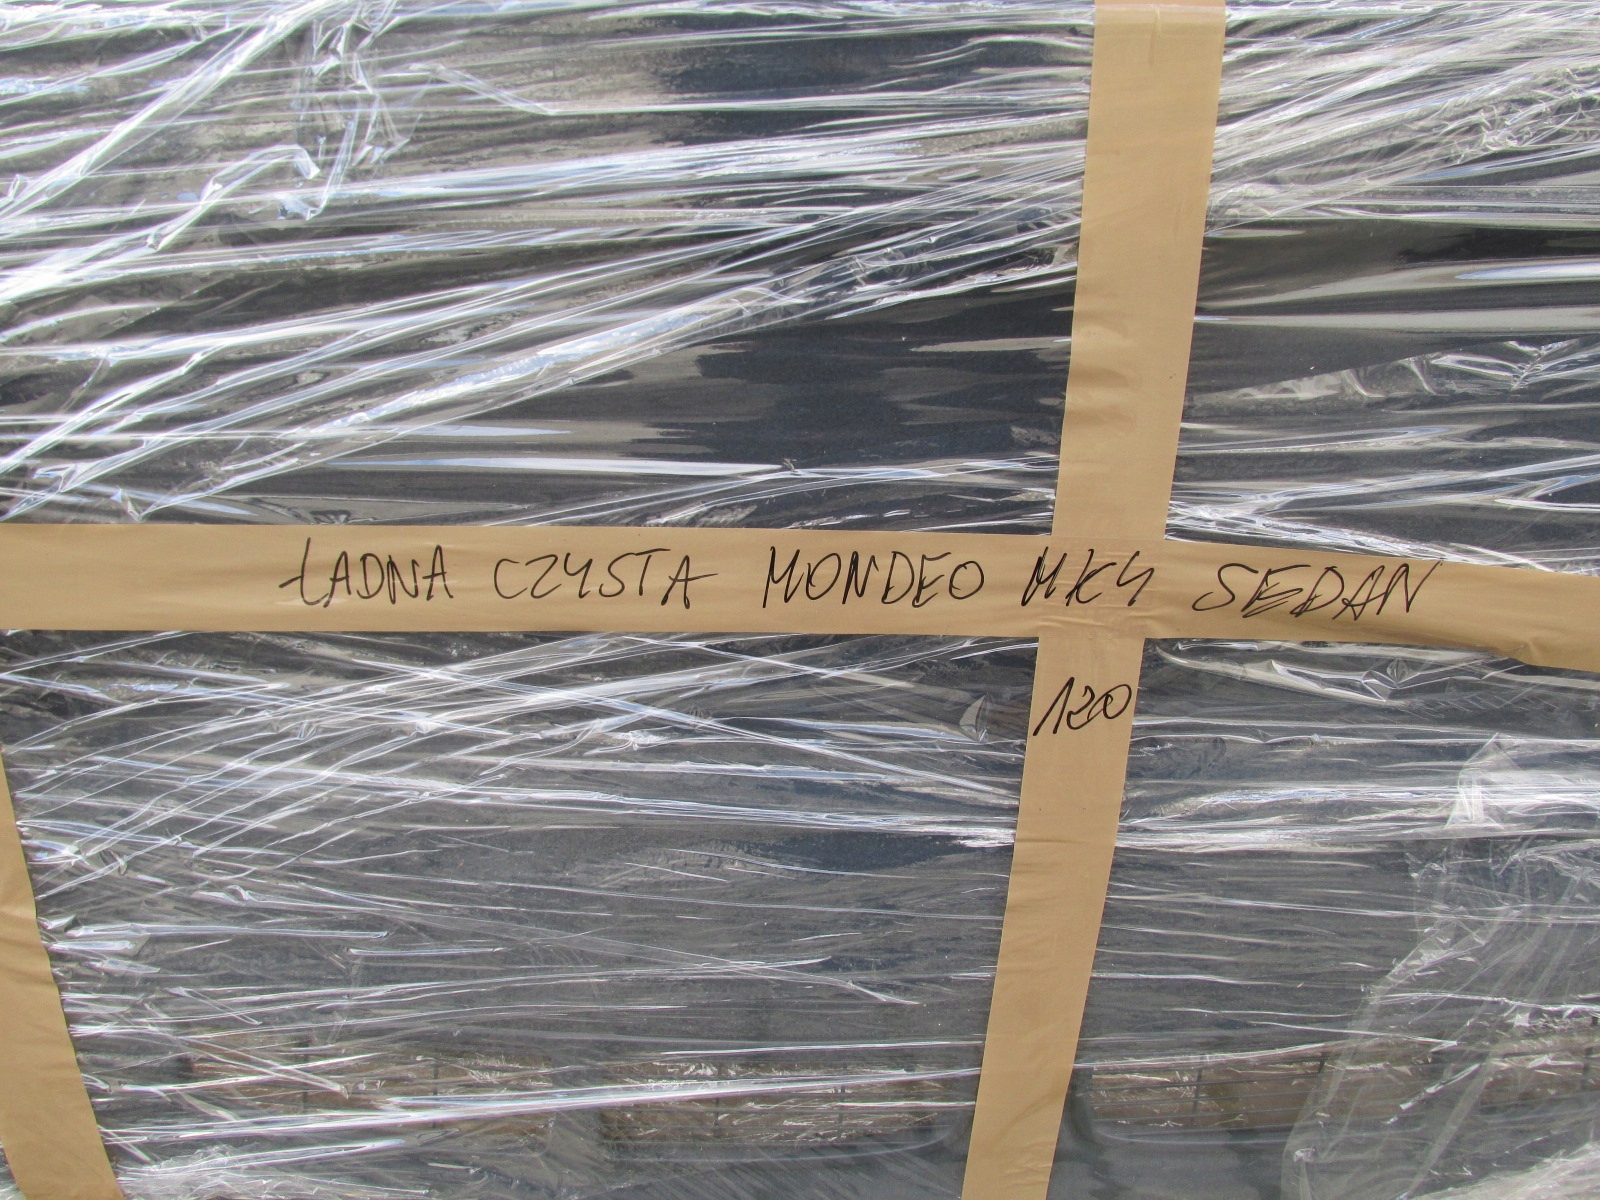 ŁADNA CZYSTA MONDEO MK4 SEDAN
120